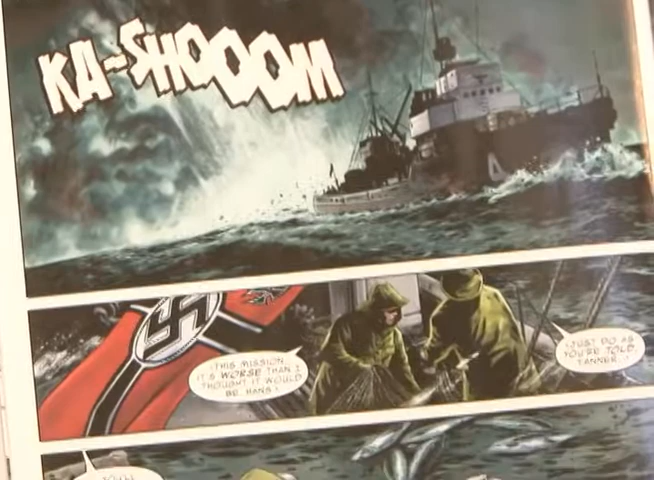 KA-SHOOOM
<THIS MISSION...
IT'S WORSE THAN I
THOUGHT IT WOULD
BE, HANS.>
<JUST DO AS
YOU'RE TOLD,
TANNER.>